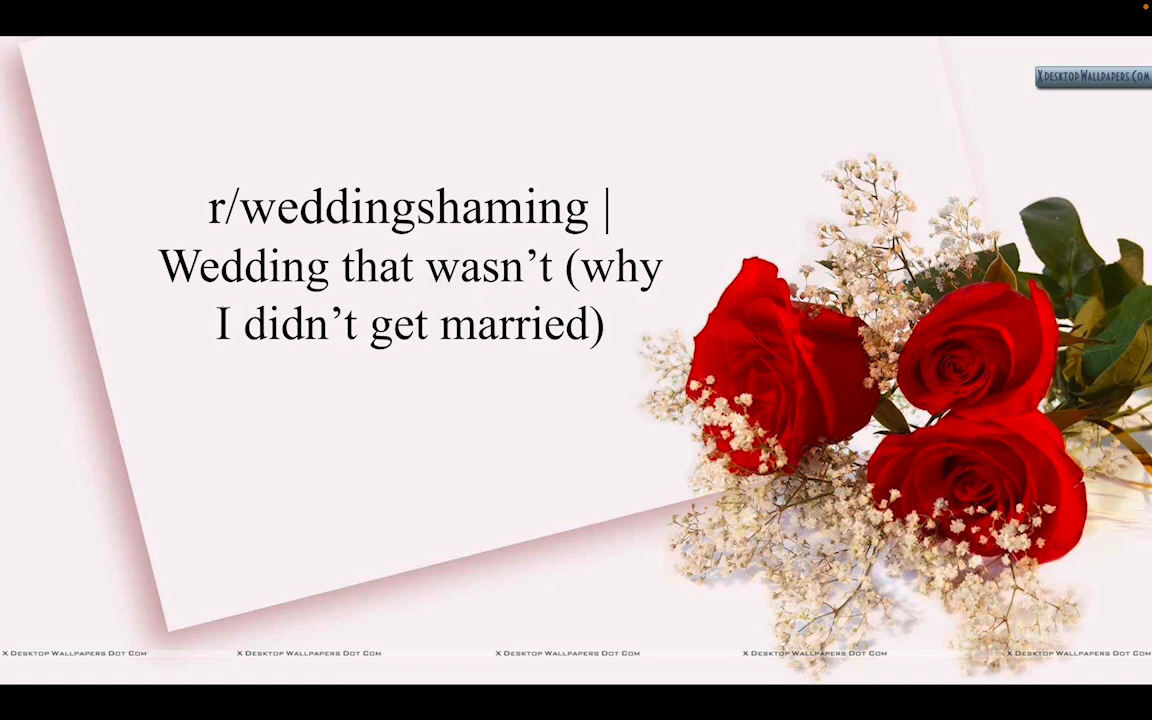 XDesktopWallpapers.Com
r/weddingshaming |
Wedding that wasn’t (why
I didn’t get married)
X Desktop Wallpapers Dot Com
X Desktop Wallpapers Dot Com
X Desktop Wallpapers Dot Com
X Desktop Wallpapers Dot Com
X Desktop Wallpapers Dot Com